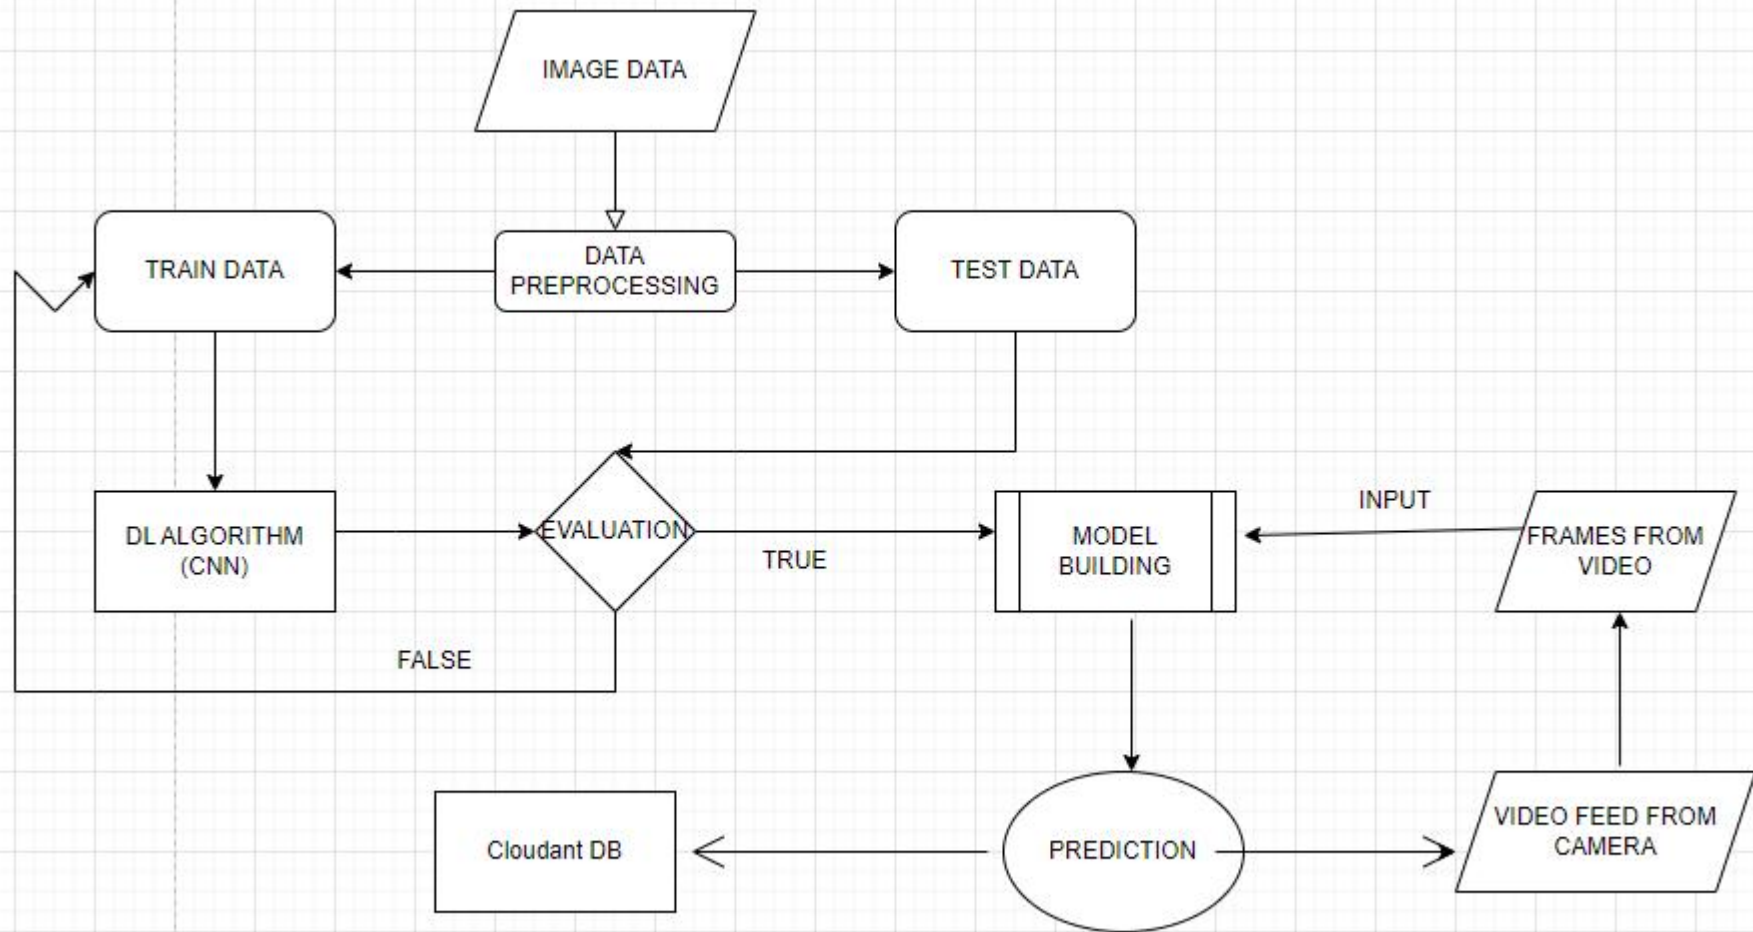 IMAGE DATA
TRAIN DATA
DATA
PREPROCESSING
TEST DATA
DL ALGORITHM
(CNN)
EVALUATION
TRUE
MODEL
BUILDING
INPUT
FRAMES FROM
VIDEO
FALSE
Cloudant DB
PREDICTION
VIDEO FEED FROM
CAMERA